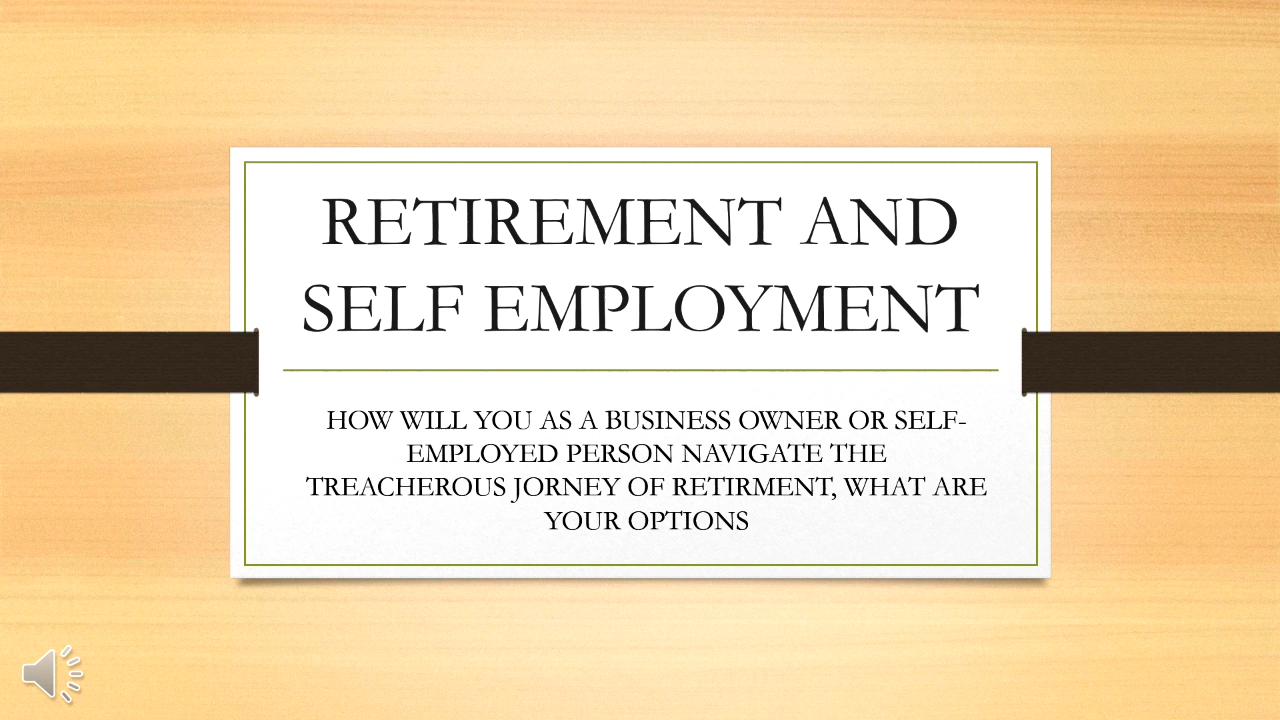 RETIREMENT AND
SELF EMPLOYMENT
HOW WILL YOU AS A BUSINESS OWNER OR SELF-
EMPLOYED PERSON NAVIGATE THE
TREACHEROUS JORNEY OF RETIRMENT, WHAT ARE
YOUR OPTIONS